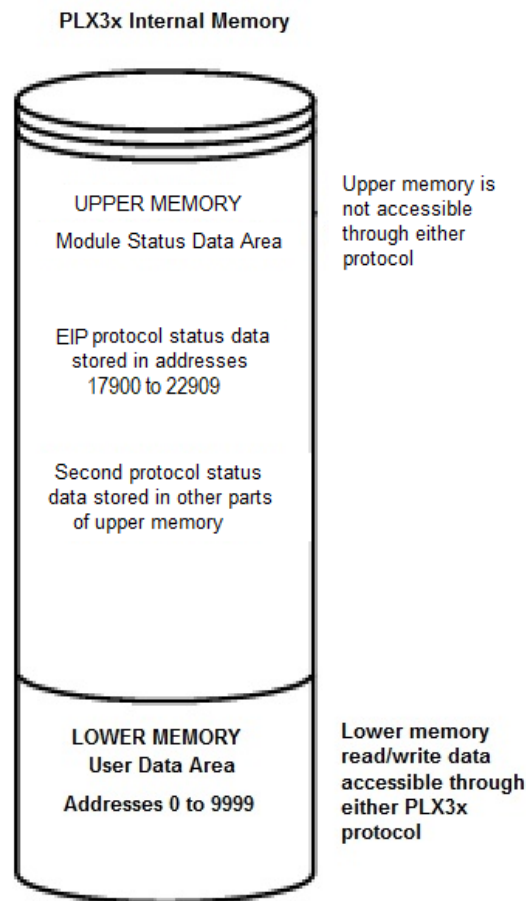 PLX3x Internal Memory
UPPER MEMORY
Module Status Data Area
Upper memory is
not accessible
through either
protocol
EIP protocol status data
stored in addresses
17900 to 22909
Second protocol status
data stored in other parts
of upper memory
LOWER MEMORY
User Data Area
Addresses 0 to 9999
Lower memory
read/write data
accessible through
either PLX3x
protocol